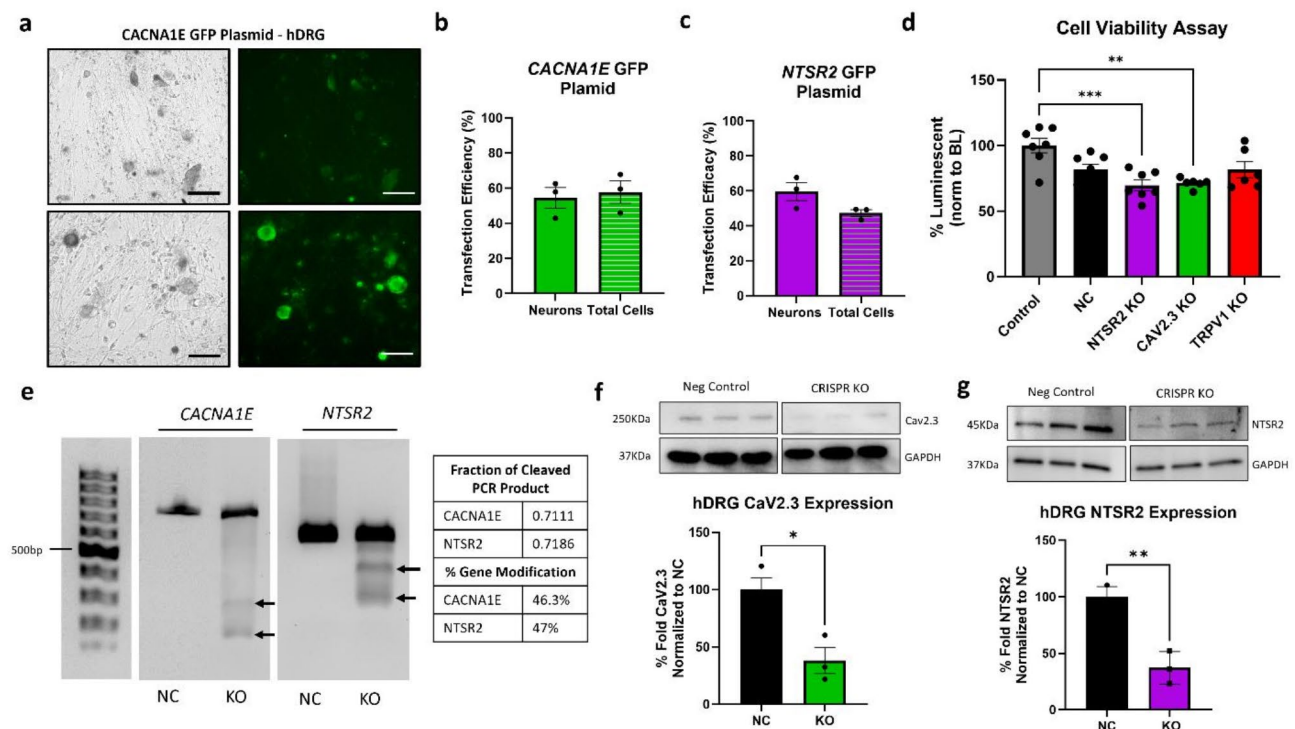 a
CACNA1E GFP Plasmid - hDRG
b
CACNA1E GFP
Plamid
Transfection Efficiency (%)
100
80
60
40
20
0
Neurons Total Cells
c
NTSR2 GFP
Plasmid
Transfection Efficacy (%)
100
80
60
40
20
0
Neurons Total Cells
d
Cell Viability Assay
% Luminescent
(norm to BL)
150
100
50
0
**
***
Control
NC
NTSR2 KO
CAV2.3 KO
TRPV1 KO
e
CACNA1E
NTSR2
500bp
NC
KO
NC
KO
Fraction of Cleaved
PCR Product
CACNA1E 0.7111
NTSR2 0.7186
% Gene Modification
CACNA1E 46.3%
NTSR2 47%
f
Neg Control
CRISPR KO
250KDa
Cav2.3
37KDa
GAPDH
hDRG CaV2.3 Expression
% Fold CaV2.3
Normalized to NC
150
100
50
0
*
NC
KO
g
Neg Control
CRISPR KO
45KDa
NTSR2
37KDa
GAPDH
hDRG NTSR2 Expression
% Fold NTSR2
Normalized to NC
150
100
50
0
**
NC
KO